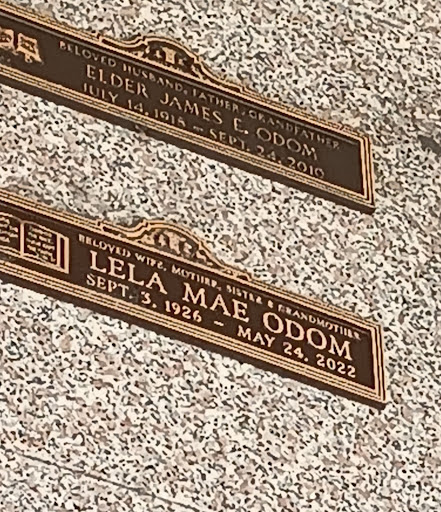 BELOVED HUSBAND, FATHER, GRANDFATHER
ELDER JAMES E. ODOM
JULY 14, 1918 – SEPT. 24, 2010
BELOVED WIFE, MOTHER, SISTER & GRANDMOTHER
LELA MAE ODOM
SEPT. 3, 1926 – MAY 24, 2022